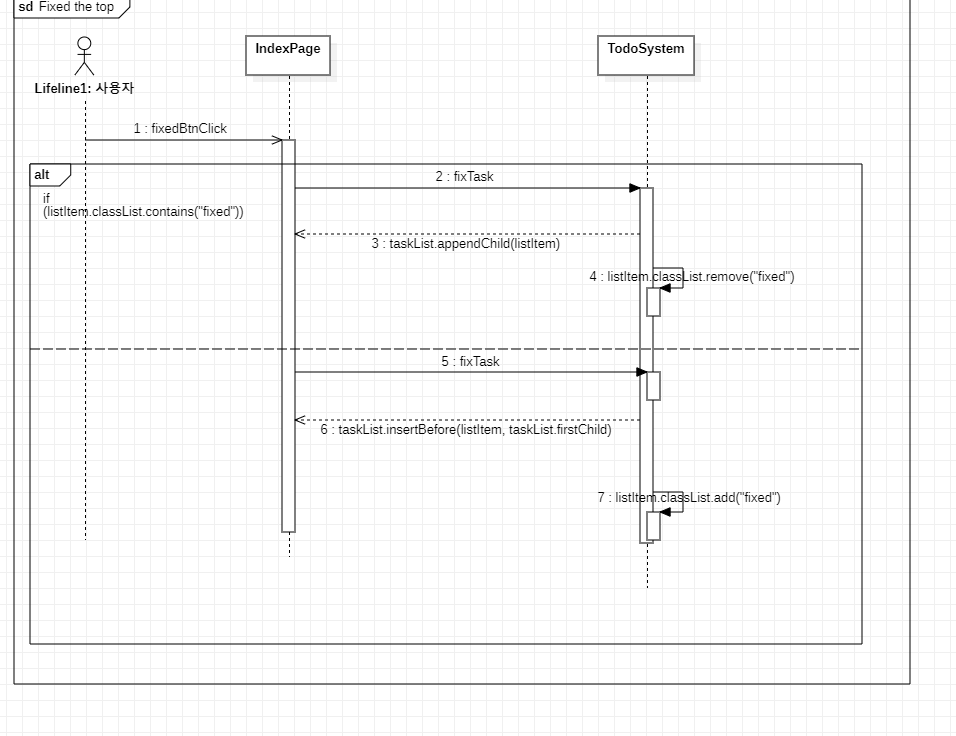 sd Fixed the top
IndexPage
TodoSystem
Lifeline1: 사용자
1 : fixedBtnClick
alt
2 : fixTask
if
(listItem.classList.contains("fixed"))
3 : taskList.appendChild(listItem)
4 : listItem.classList.remove("fixed")
5 : fixTask
6 : taskList.insertBefore(listItem, taskList.firstChild)
7 : listItem.classList.add("fixed")